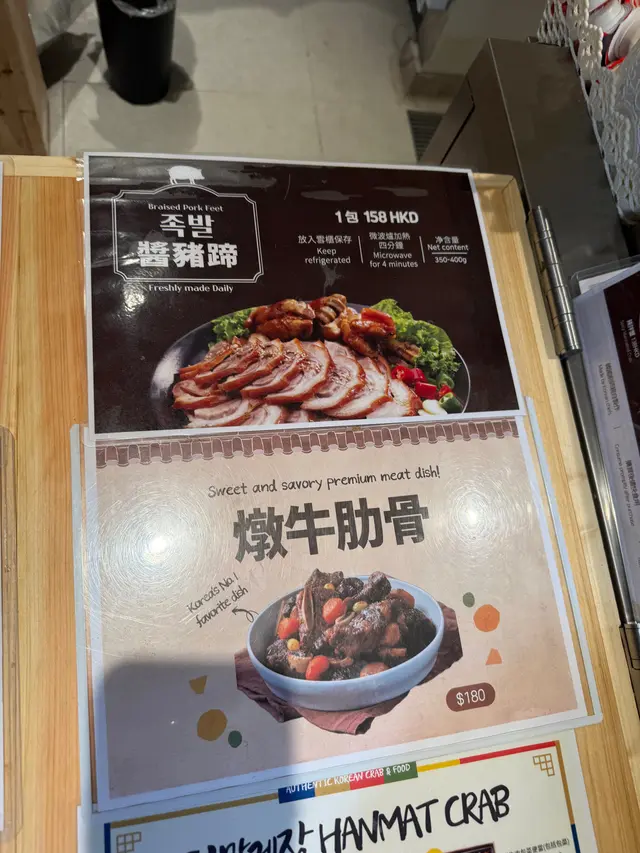 Braised Pork Feet
족발
醬豬蹄
Freshly made Daily
1包 158 HKD
放入雪櫃保存
Keep
refrigerated
微波爐加熱
四分鐘
Microwave
for 4 minutes
净含量
Net content
350-400g
Sweet and savory premium meat dish!
燉牛肋骨
Korea's No.1
favorite dish
$180
AUTHENTIC KOREAN CRAB & FOOD
HANMAT CRAB